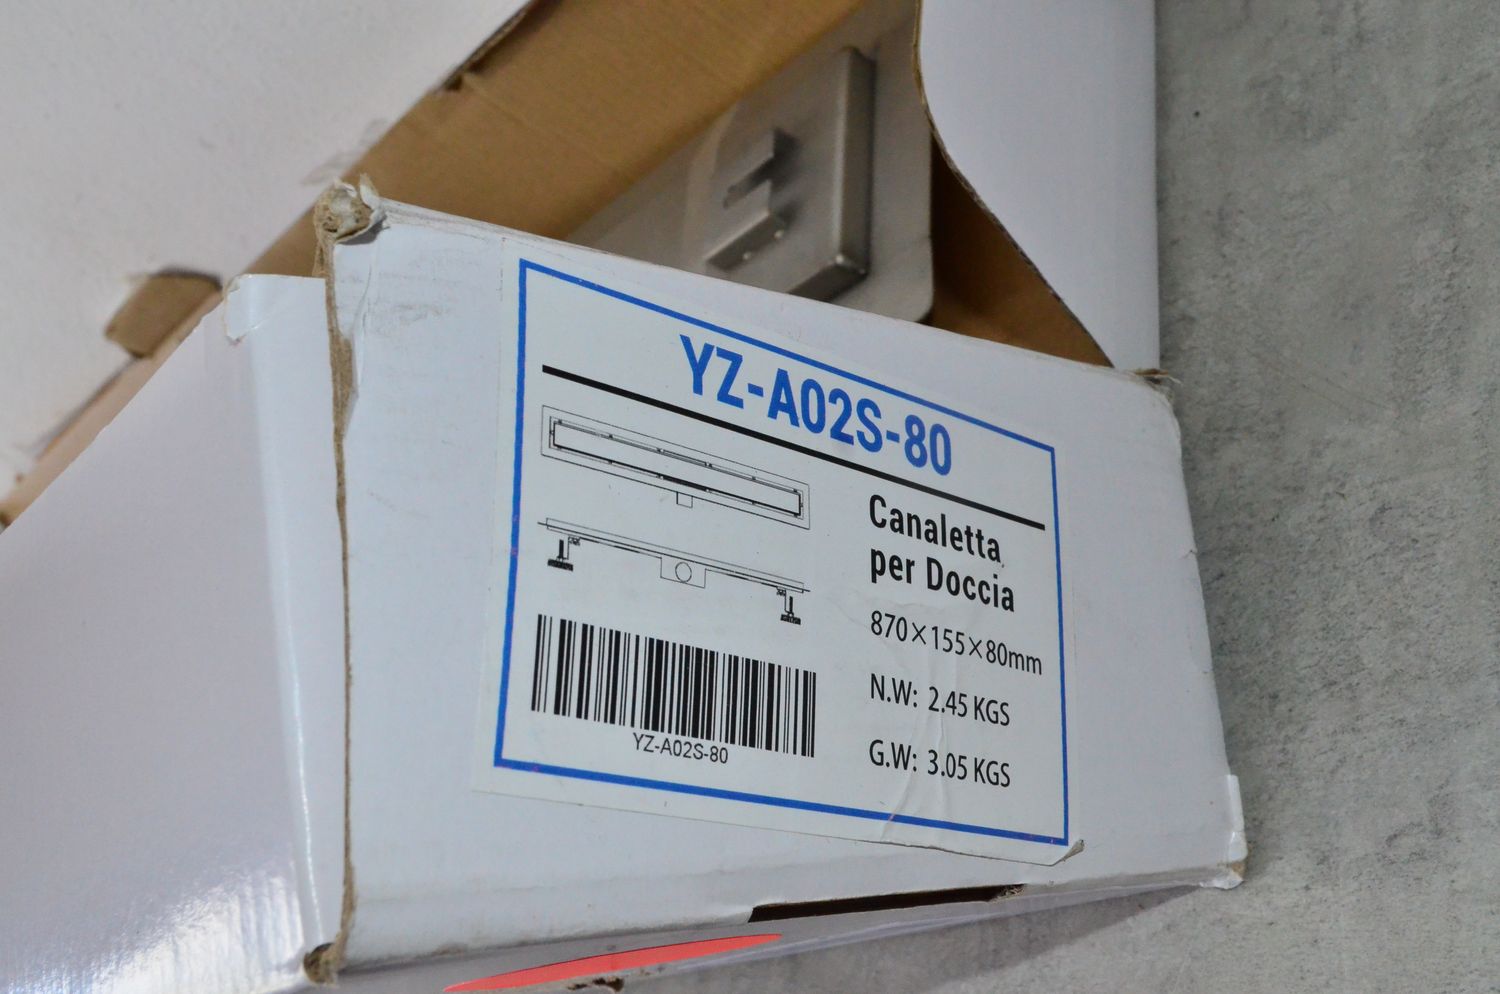 YZ-A02S-80
Canaletta
per Doccia
870×155×80mm
N.W: 2.45 KGS
G.W: 3.05 KGS
YZ-A02S-80